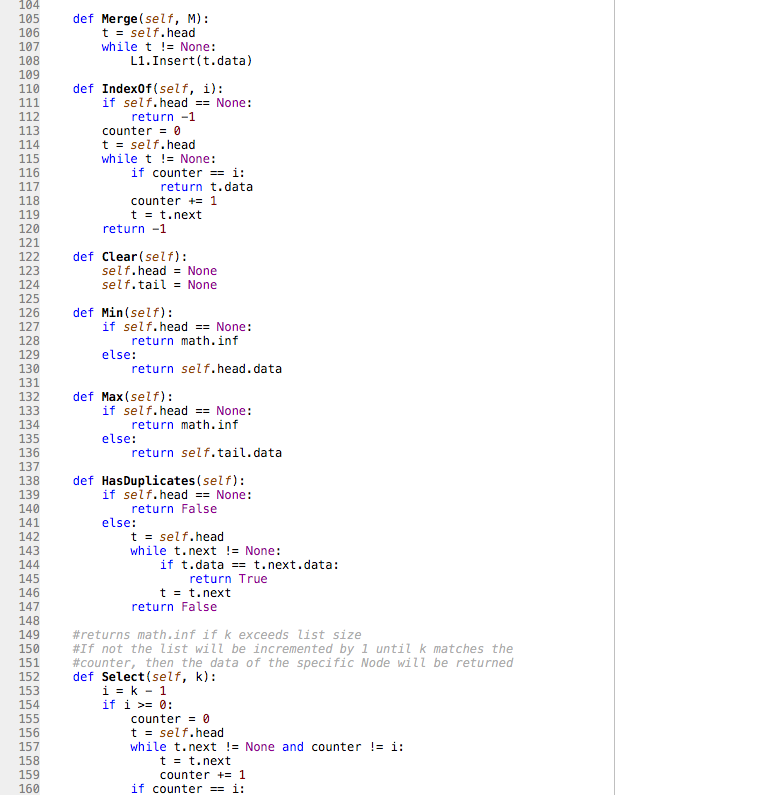 104
105 def Merge(self, M):
106 t = self.head
107 while t != None:
108 L1.Insert(t.data)
109
110 def IndexOf(self, i):
111 if self.head == None:
112 return -1
113 counter = 0
114 t = self.head
115 while t != None:
116 if counter == i:
117 return t.data
118 counter += 1
119 t = t.next
120 return -1
121
122 def Clear(self):
123 self.head = None
124 self.tail = None
125
126 def Min(self):
127 if self.head == None:
128 return math.inf
129 else:
130 return self.head.data
131
132 def Max(self):
133 if self.head == None:
134 return math.inf
135 else:
136 return self.tail.data
137
138 def HasDuplicates(self):
139 if self.head == None:
140 return False
141 else:
142 t = self.head
143 while t.next != None:
144 if t.data == t.next.data:
145 return True
146 t = t.next
147 return False
148
149 #returns math.inf if k exceeds list size
150 #If not the list will be incremented by 1 until k matches the
151 #counter, then the data of the specific Node will be returned
152 def Select(self, k):
153 i = k - 1
154 if i >= 0:
155 counter = 0
156 t = self.head
157 while t.next != None and counter != i:
158 t = t.next
159 counter += 1
160 if counter == i: